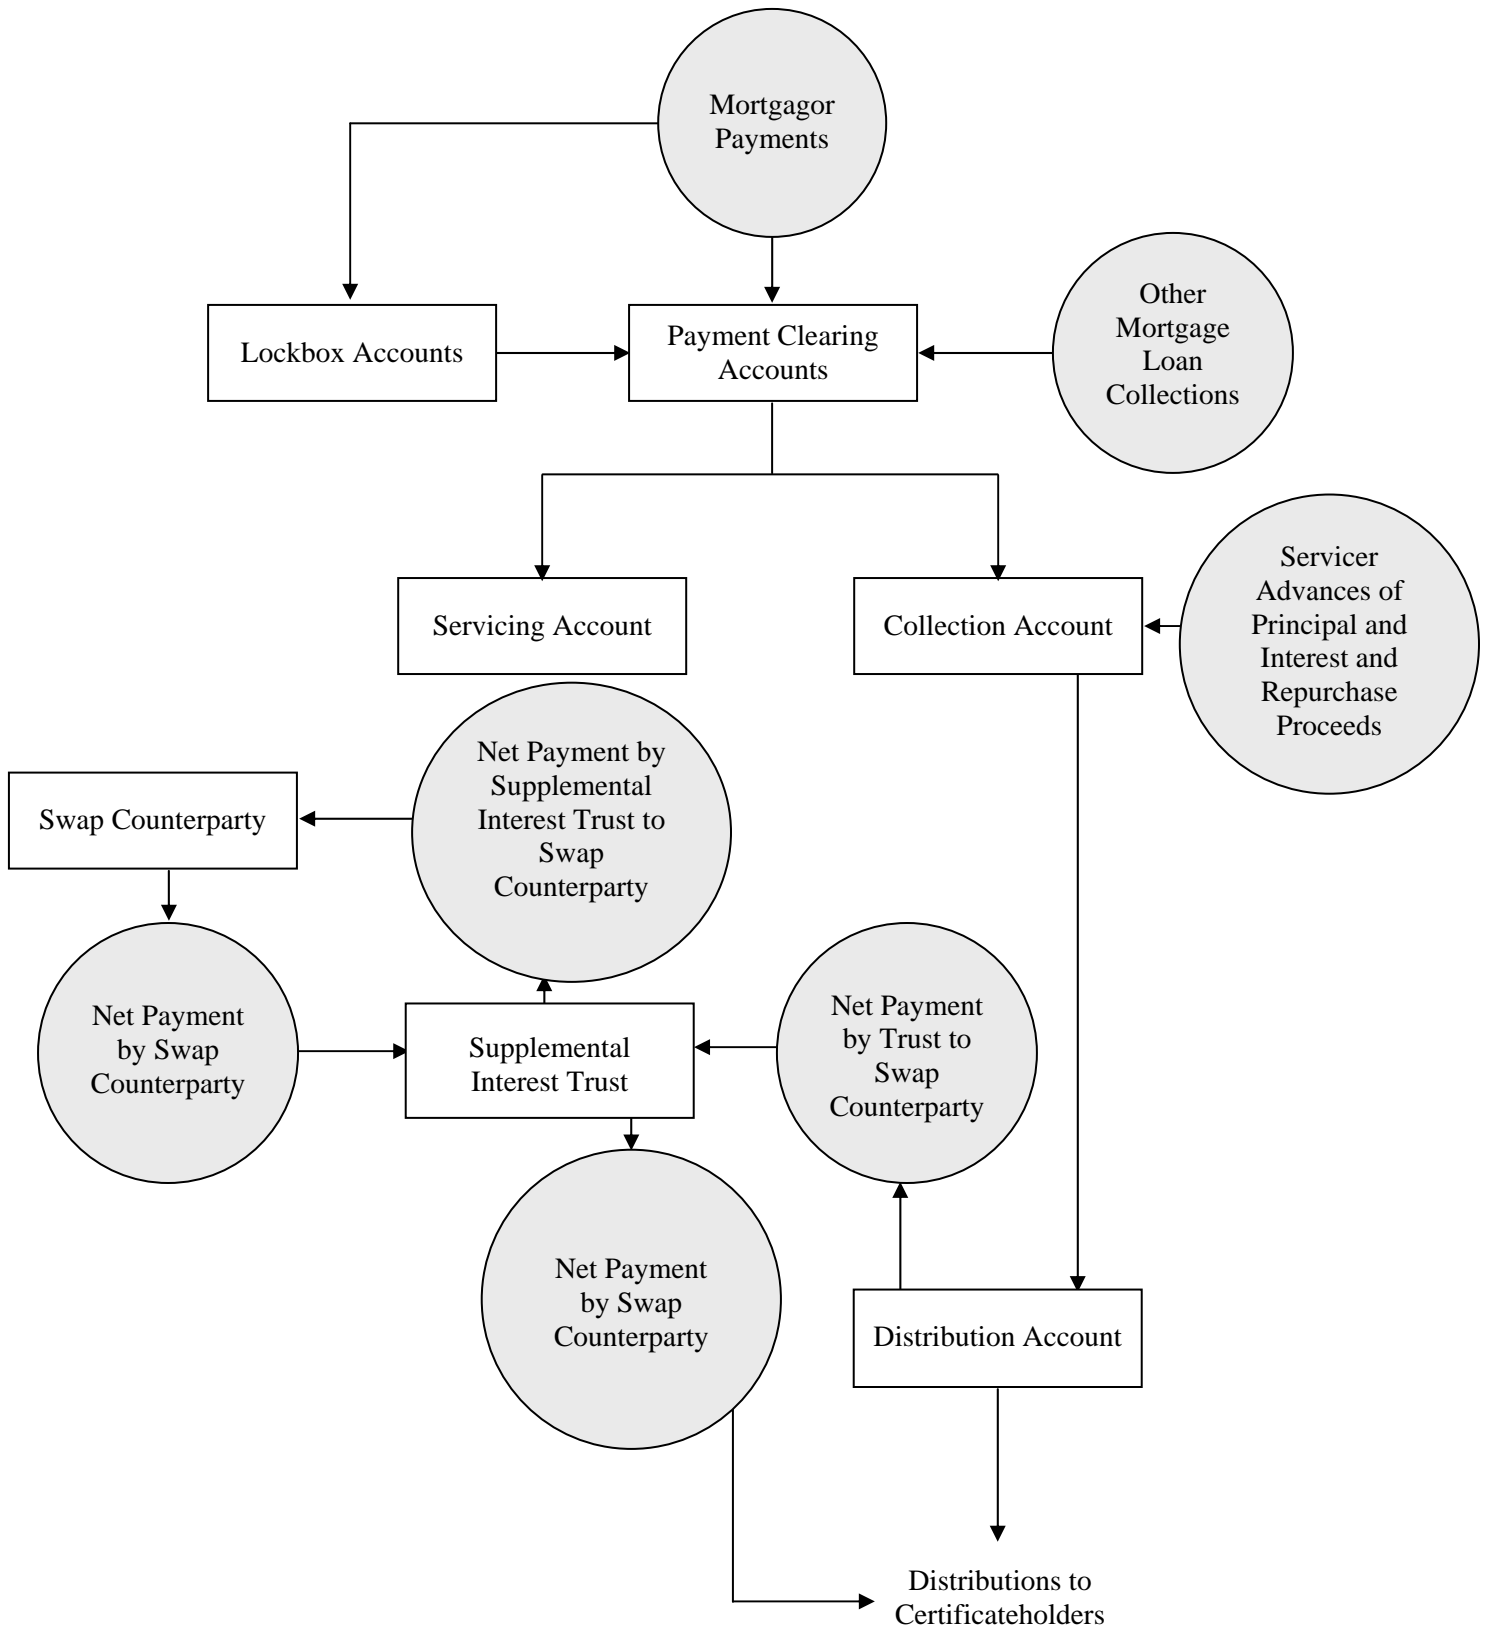 Mortgagor
Payments
Other
Mortgage
Loan
Collections
Lockbox Accounts
Payment Clearing
Accounts
Servicer
Advances of
Principal and
Interest and
Repurchase
Proceeds
Servicing Account
Collection Account
Net Payment by
Supplemental
Interest Trust to
Swap
Counterparty
Swap Counterparty
Net Payment
by Swap
Counterparty
Supplemental
Interest Trust
Net Payment
by Trust to
Swap
Counterparty
Net Payment
by Swap
Counterparty
Distribution Account
Distributions to
Certificateholders